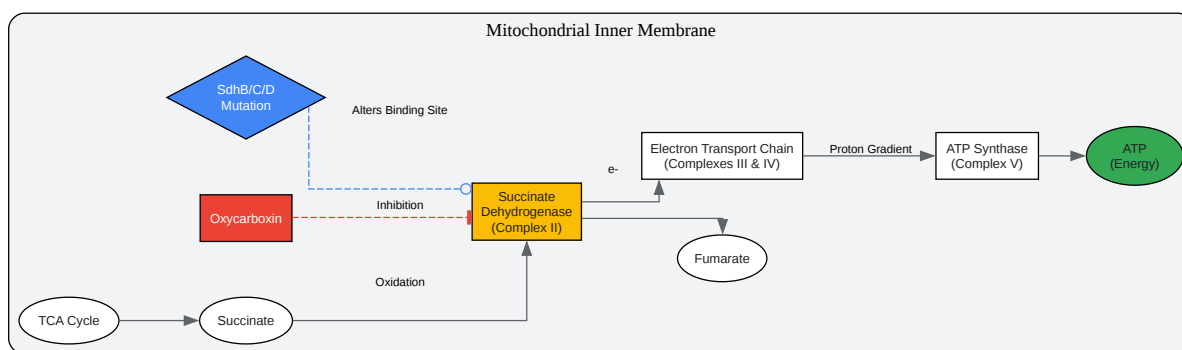 Mitochondrial Inner Membrane
SdhB/C/D
Mutation
Alters Binding Site
Electron Transport Chain
(Complexes III & IV)
Proton Gradient
ATP Synthase
(Complex V)
ATP
(Energy)
e-
Oxycarboxin
Inhibition
Succinate
Dehydrogenase
(Complex II)
Fumarate
Oxidation
TCA Cycle
Succinate